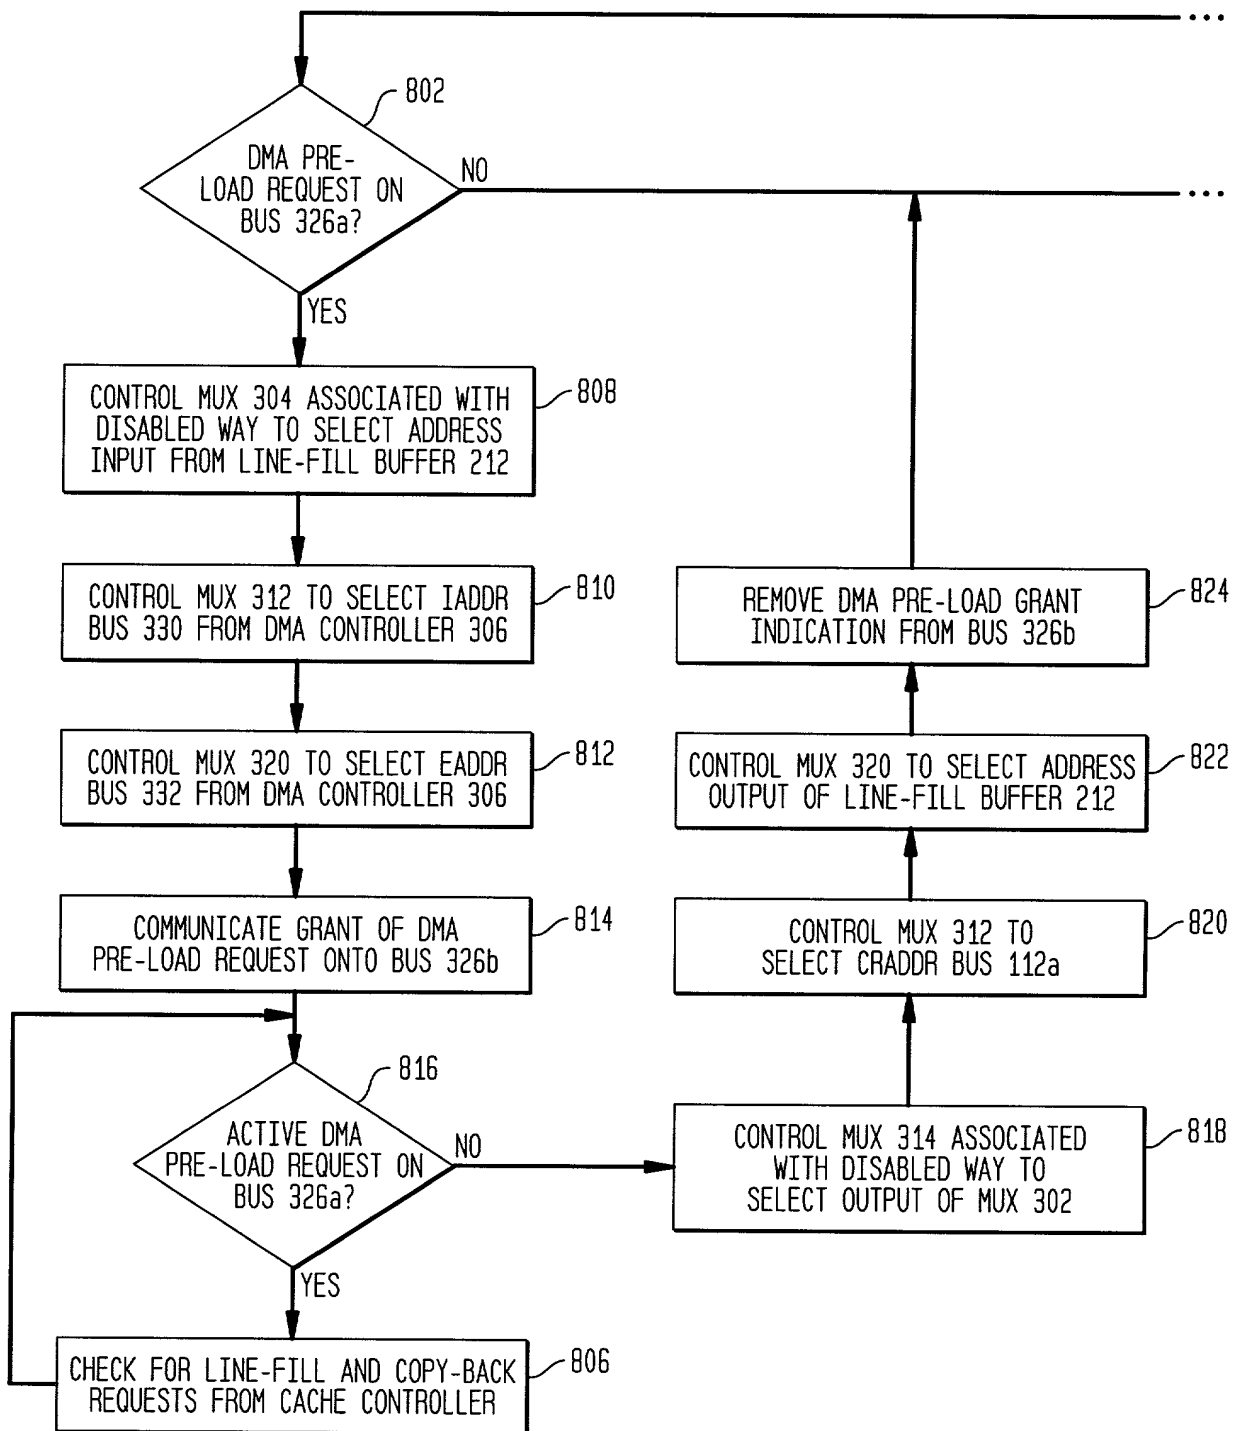 802
DMA PRE-
LOAD REQUEST ON
BUS 326a?
NO
YES
CONTROL MUX 304 ASSOCIATED WITH
DISABLED WAY TO SELECT ADDRESS
INPUT FROM LINE-FILL BUFFER 212
808
CONTROL MUX 312 TO SELECT IADDR
BUS 330 FROM DMA CONTROLLER 306
810
CONTROL MUX 320 TO SELECT EADDR
BUS 332 FROM DMA CONTROLLER 306
812
COMMUNICATE GRANT OF DMA
PRE-LOAD REQUEST ONTO BUS 326b
814
816
ACTIVE DMA
PRE-LOAD REQUEST ON
BUS 326a?
NO
YES
CHECK FOR LINE-FILL AND COPY-BACK
REQUESTS FROM CACHE CONTROLLER
806
CONTROL MUX 314 ASSOCIATED
WITH DISABLED WAY TO
SELECT OUTPUT OF MUX 302
818
CONTROL MUX 312 TO
SELECT CRADDR BUS 112a
820
CONTROL MUX 320 TO SELECT ADDRESS
OUTPUT OF LINE-FILL BUFFER 212
822
REMOVE DMA PRE-LOAD GRANT
INDICATION FROM BUS 326b
824